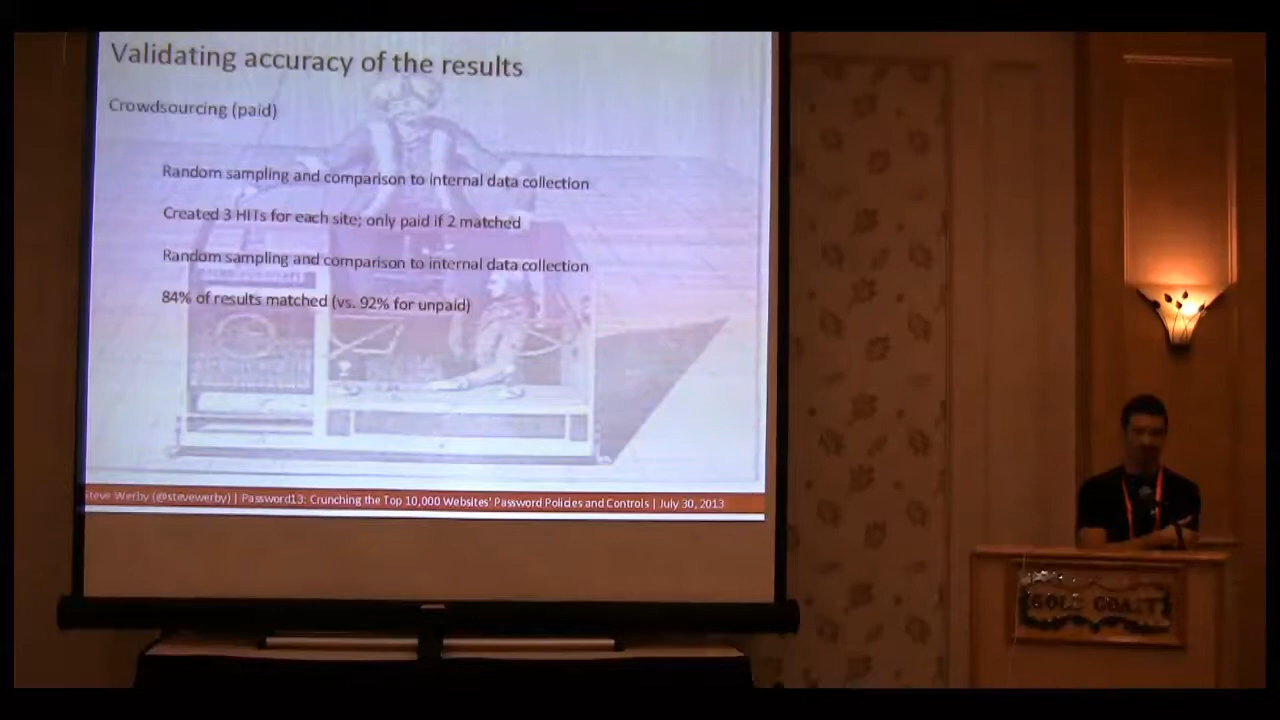 Validating accuracy of the results
Crowdsourcing (paid)
Random sampling and comparison to internal data collection
Created 3 HITs for each site; only paid if 2 matched
Random sampling and comparison to internal data collection
84% of results matched (vs. 92% for unpaid)
Steve Werby (@stevewerby) | Password13: Crunching the Top 10,000 Websites' Password Policies and Controls | July 30, 2013
GOLD COAST